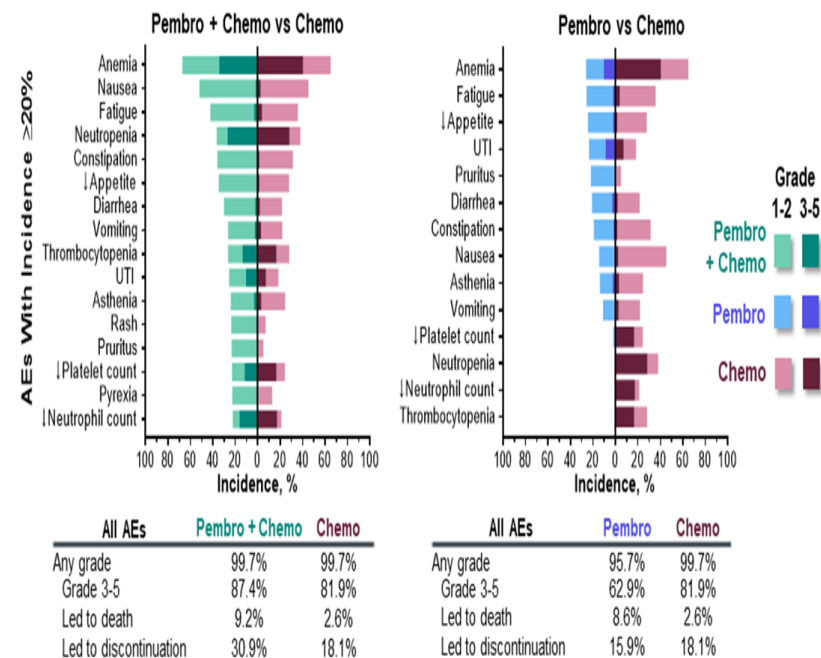 Pembro + Chemo vs Chemo
AEs With Incidence ≥20%
Anemia
Nausea
Fatigue
Neutropenia
Constipation
↓Appetite
Diarrhea
Vomiting
Thrombocytopenia
UTI
Asthenia
Rash
Pruritus
↓Platelet count
Pyrexia
↓Neutrophil count
100 80 60 40 20 0 20 40 60 80 100
Incidence, %
Pembro vs Chemo
Anemia
Fatigue
↓Appetite
UTI
Pruritus
Diarrhea
Constipation
Nausea
Asthenia
Vomiting
↓Platelet count
Neutropenia
↓Neutrophil count
Thrombocytopenia
100 80 60 40 20 0 20 40 60 80 100
Incidence, %
Grade
1-2 3-5
Pembro
+ Chemo
Pembro
Chemo
All AEs Pembro + Chemo Chemo
Any grade 99.7% 99.7%
Grade 3-5 87.4% 81.9%
Led to death 9.2% 2.6%
Led to discontinuation 30.9% 18.1%
All AEs Pembro Chemo
Any grade 95.7% 99.7%
Grade 3-5 62.9% 81.9%
Led to death 8.6% 2.6%
Led to discontinuation 15.9% 18.1%